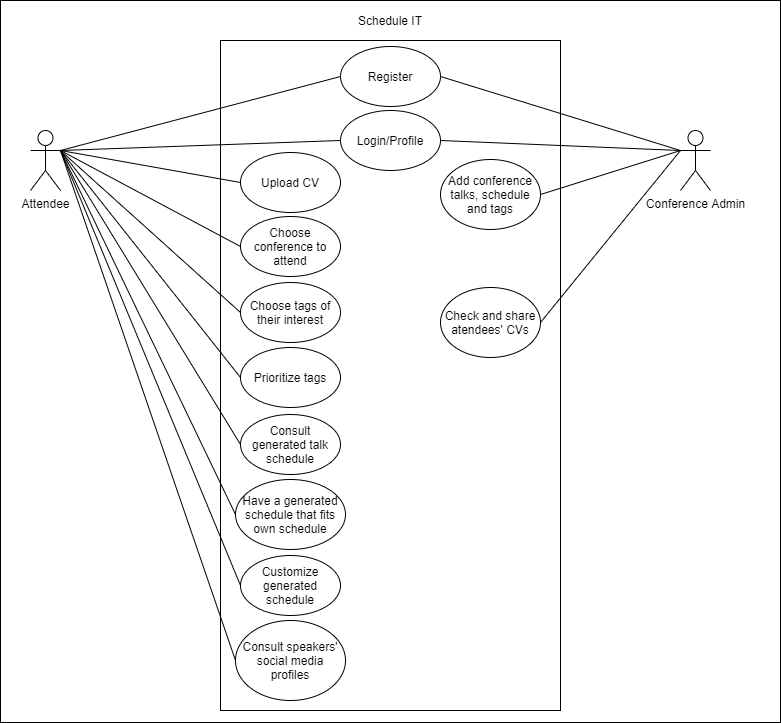 Schedule IT
Register
Login/Profile
Attendee
Conference Admin
Upload CV
Add conference
talks, schedule
and tags
Choose
conference to
attend
Choose tags of
their interest
Check and share
atendees' CVs
Prioritize tags
Consult
generated talk
schedule
Have a generated
schedule that fits
own schedule
Customize
generated
schedule
Consult speakers'
social media
profiles